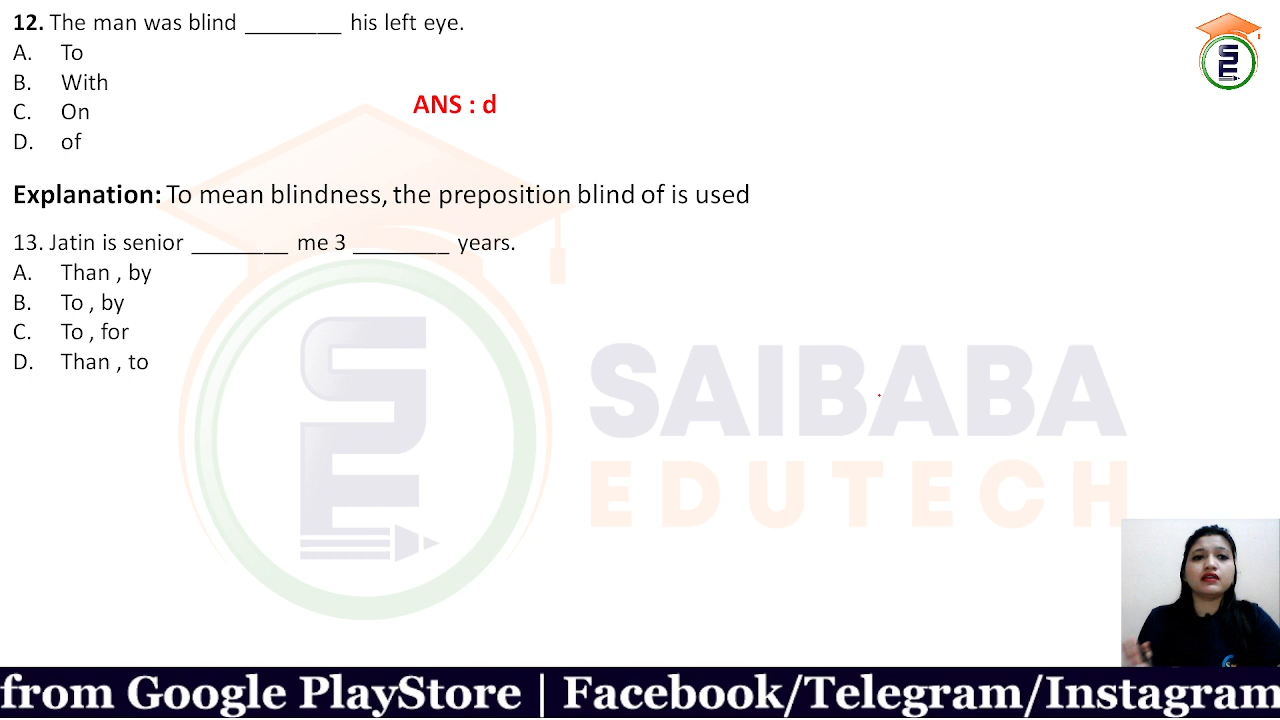 12. The man was blind ________ his left eye.
A. To
B. With
C. On
D. of
ANS : d
Explanation: To mean blindness, the preposition blind of is used
13. Jatin is senior ________ me 3 ________ years.
A. Than , by
B. To , by
C. To , for
D. Than , to
SAIBABA
EDUTECH
from Google PlayStore | Facebook/Telegram/Instagram